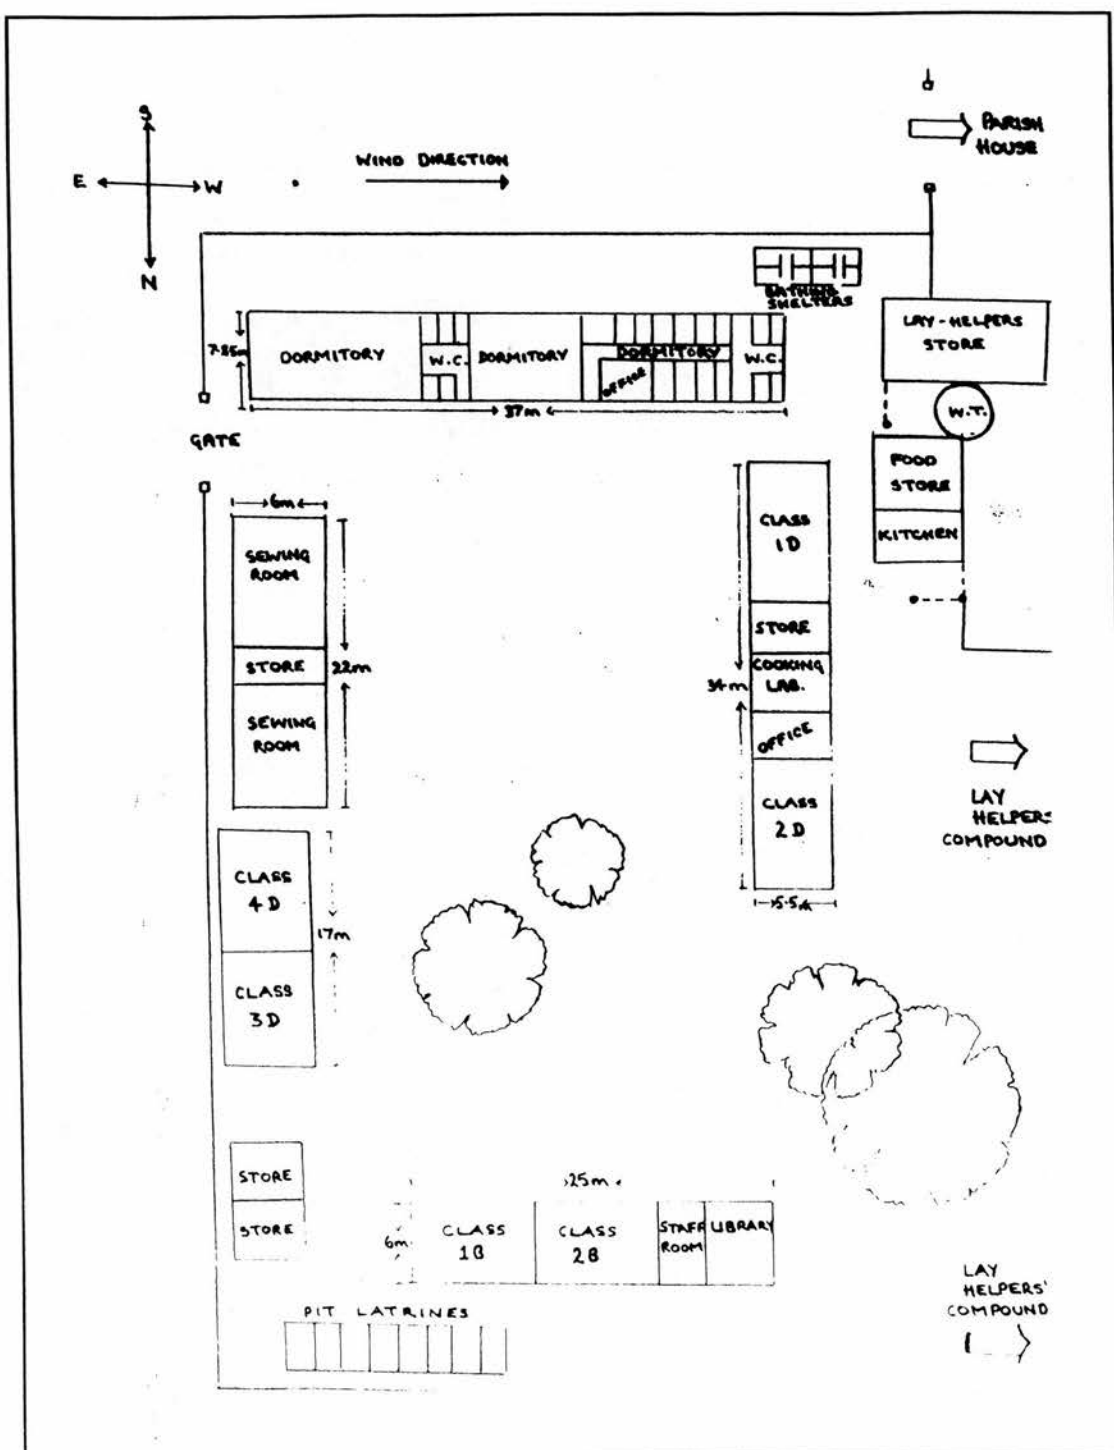 S
E
W
N
WIND DIRECTION
PARISH
HOUSE
BATHING
SHELTERS
LAY-HELPERS
STORE
7.85m
DORMITORY
W.C.
DORMITORY
DORMITORY
OFFICE
W.C.
37m
W.T.
GATE
FOOD
STORE
KITCHEN
6m
SEWING
ROOM
STORE
22m
SEWING
ROOM
CLASS
1D
STORE
COOKING
LAB.
34m
OFFICE
CLASS
2D
5.5m
LAY
HELPERS
COMPOUND
CLASS
4D
17m
CLASS
3D
STORE
STORE
25m
6m
CLASS
1B
CLASS
2B
STAFF
ROOM
LIBRARY
PIT LATRINES
LAY
HELPERS'
COMPOUND